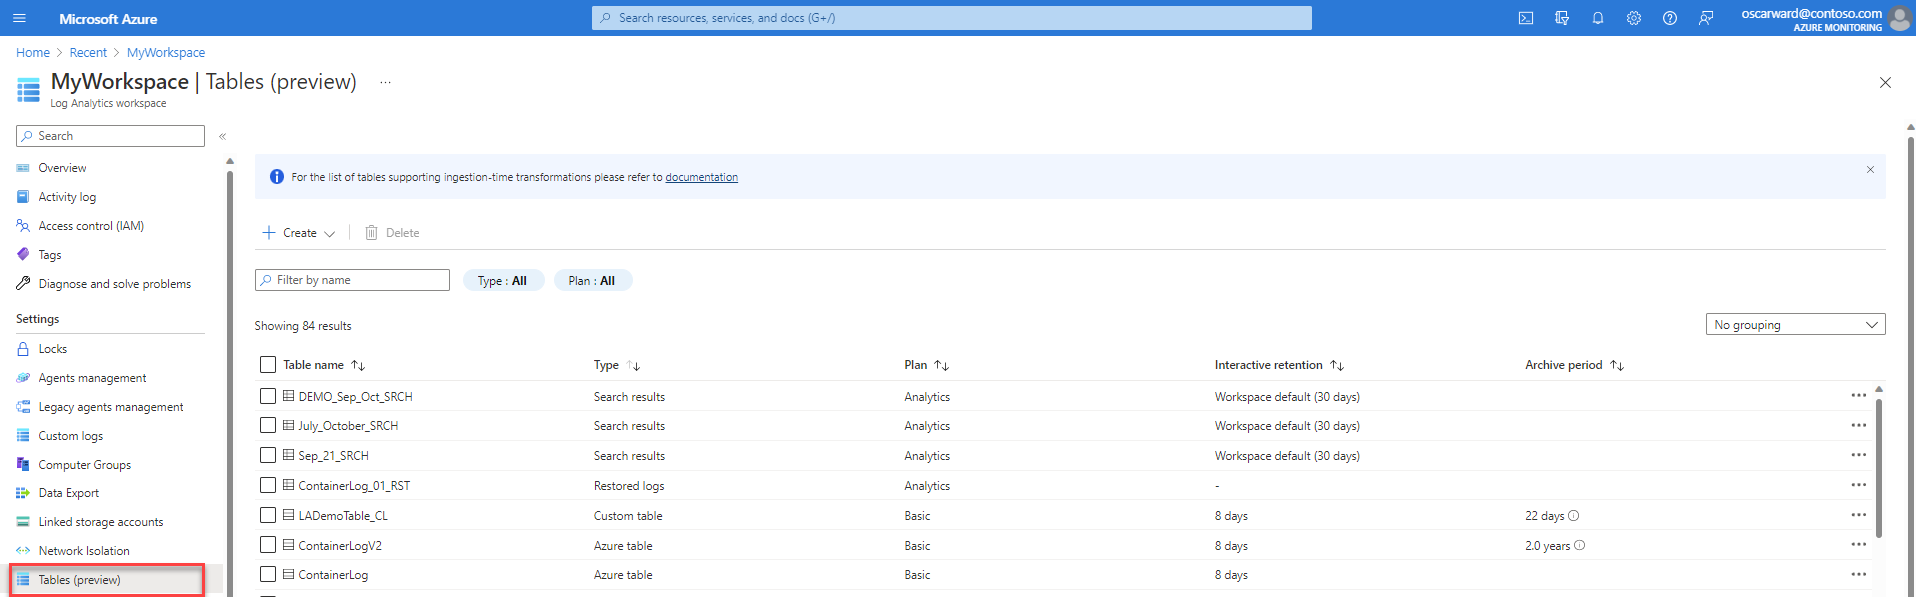 Microsoft Azure
Search resources, services, and docs (G+/)
oscarward@contoso.com
AZURE MONITORING
Home > Recent > MyWorkspace
MyWorkspace | Tables (preview) ...
Log Analytics workspace
Search
«
Overview
Activity log
Access control (IAM)
Tags
Diagnose and solve problems
Settings
Locks
Agents management
Legacy agents management
Custom logs
Computer Groups
Data Export
Linked storage accounts
Network Isolation
Tables (preview)
For the list of tables supporting ingestion-time transformations please refer to documentation
Create
Delete
Filter by name
Type : All
Plan : All
Showing 84 results
No grouping
Table name Type Plan Interactive retention Archive period
DEMO_Sep_Oct_SRCH Search results Analytics Workspace default (30 days)
July_October_SRCH Search results Analytics Workspace default (30 days)
Sep_21_SRCH Search results Analytics Workspace default (30 days)
ContainerLog_01_RST Restored logs Analytics -
LADemoTable_CL Custom table Basic 8 days 22 days
ContainerLogV2 Azure table Basic 8 days 2.0 years
ContainerLog Azure table Basic 8 days